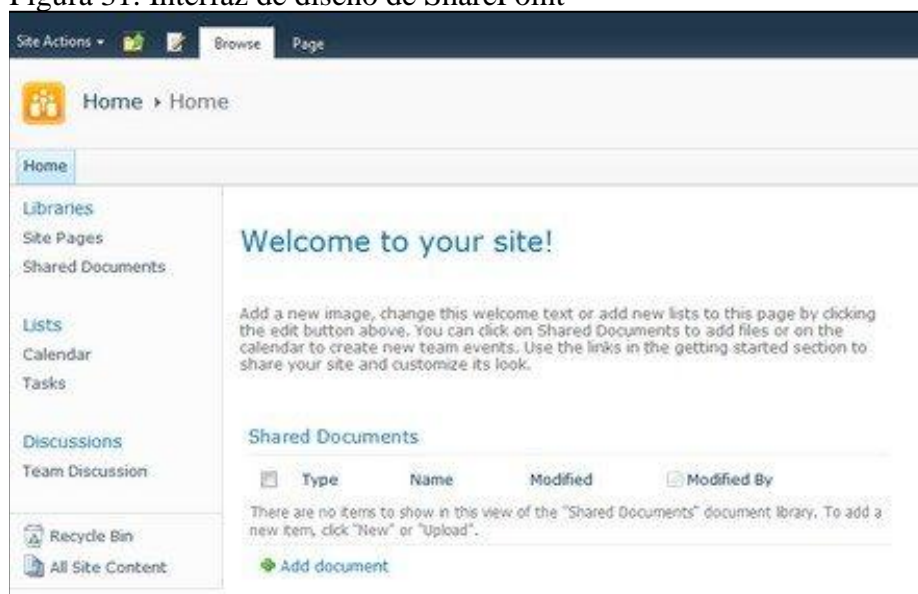 Figura 31. Interfaz de diseño de SharePoint
Site Actions
Browse
Page
Home ▸ Home
Home
Libraries
Site Pages
Shared Documents
Lists
Calendar
Tasks
Discussions
Team Discussion
Recycle Bin
All Site Content
Welcome to your site!
Add a new image, change this welcome text or add new lists to this page by clicking
the edit button above. You can click on Shared Documents to add files or on the
calendar to create new team events. Use the links in the getting started section to
share your site and customize its look.
Shared Documents
Type Name Modified Modified By
There are no items to show in this view of the "Shared Documents" document library. To add a
new item, click "New" or "Upload".
Add document